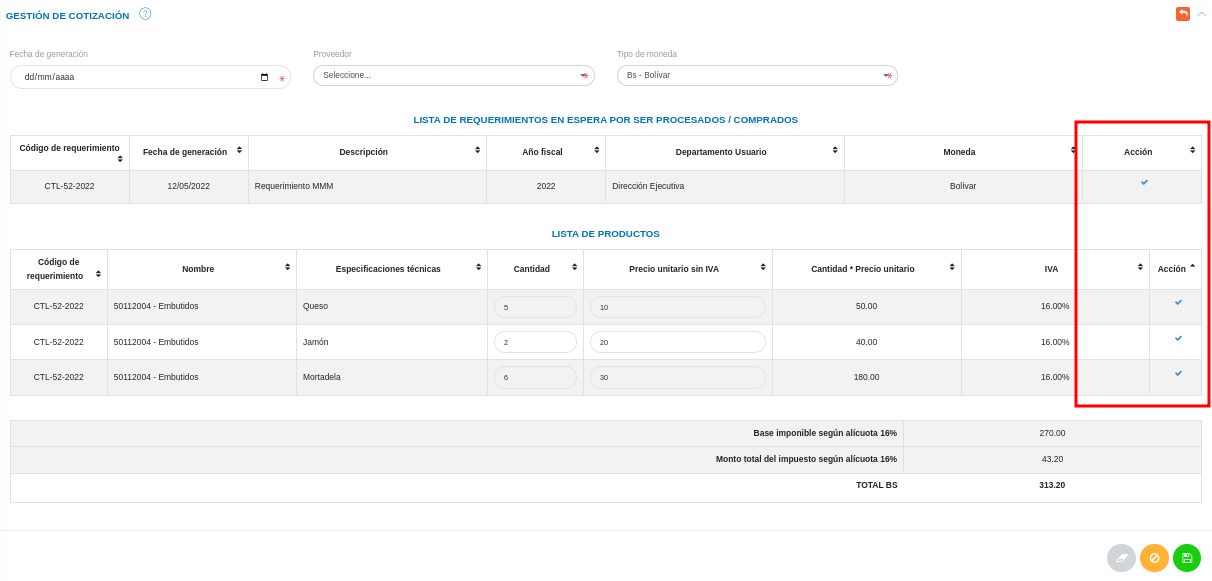 GESTIÓN DE COTIZACIÓN ?
Fecha de generación Proveedor Tipo de moneda
dd/mm/aaaa * Seleccione... * Bs - Bolívar *
LISTA DE REQUERIMIENTOS EN ESPERA POR SER PROCESADOS / COMPRADOS
Código de requerimiento Fecha de generación Descripción Año fiscal Departamento Usuario Moneda Acción
CTL-52-2022 12/05/2022 Requerimiento MMM 2022 Dirección Ejecutiva Bolívar
LISTA DE PRODUCTOS
Código de
requerimiento Nombre Especificaciones técnicas Cantidad Precio unitario sin IVA Cantidad * Precio unitario IVA Acción
CTL-52-2022 50112004 - Embutidos Queso 5 10 50.00 16.00%
CTL-52-2022 50112004 - Embutidos Jamón 2 20 40.00 16.00%
CTL-52-2022 50112004 - Embutidos Mortadela 6 30 180.00 16.00%
Base imponible según alícuota 16% 270.00
Monto total del impuesto según alícuota 16% 43.20
TOTAL BS 313.20